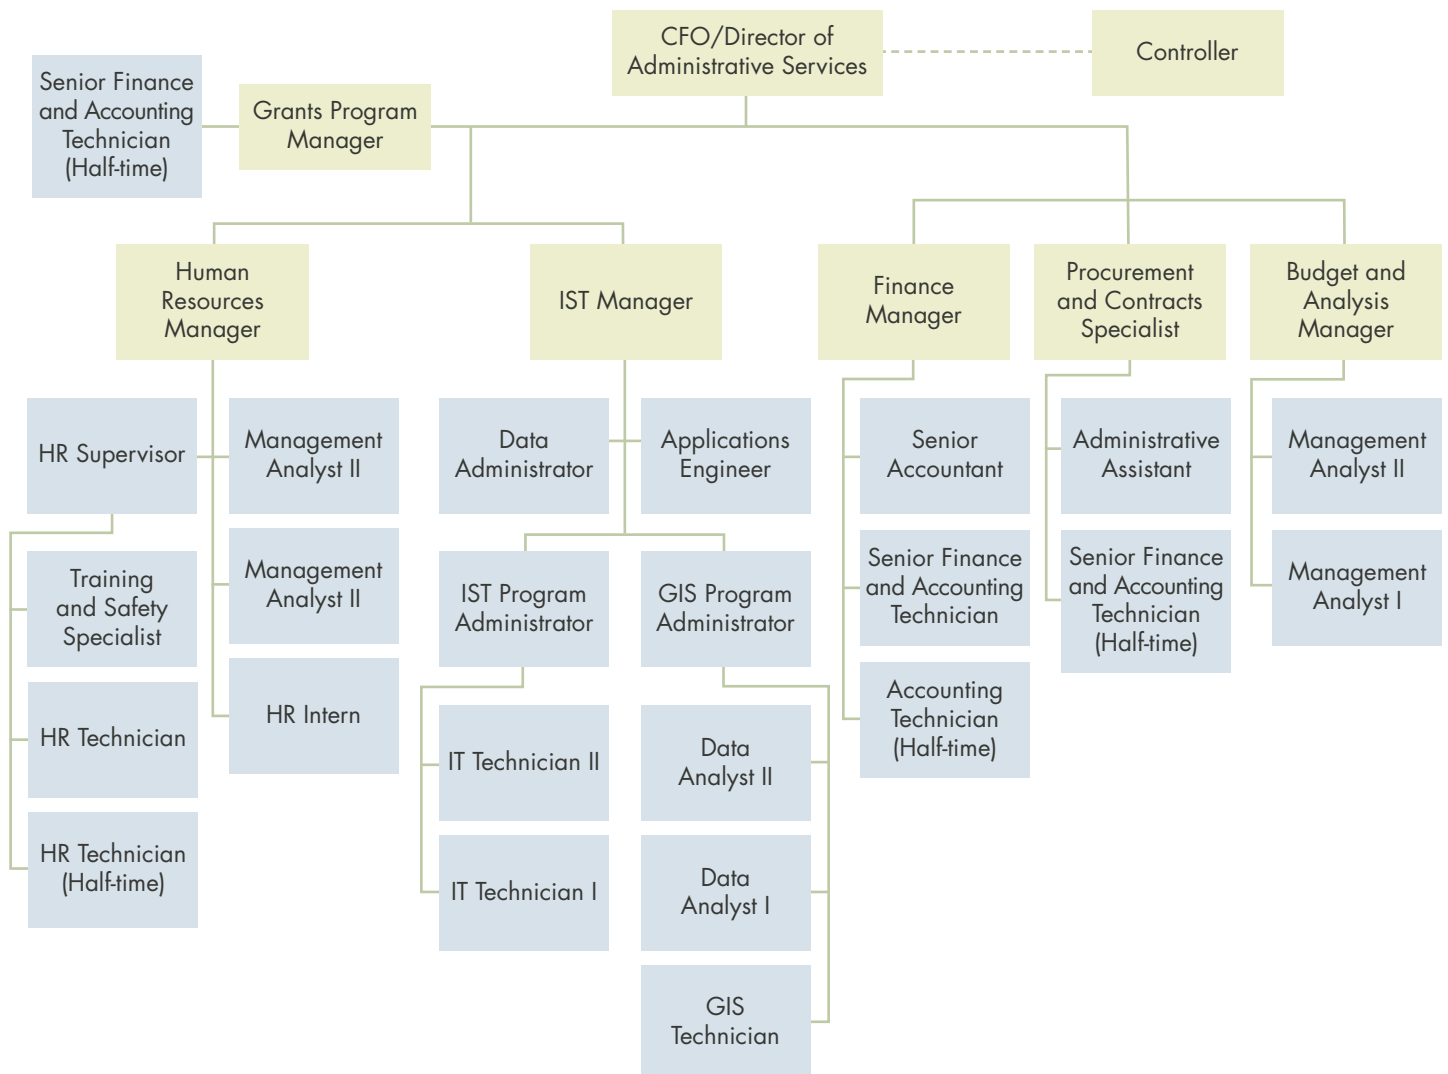 CFO/Director of
Administrative Services
Controller
Senior Finance
and Accounting
Technician
(Half-time)
Grants Program
Manager
Human
Resources
Manager
IST Manager
Finance
Manager
Procurement
and Contracts
Specialist
Budget and
Analysis
Manager
HR Supervisor
Management
Analyst II
Training
and Safety
Specialist
Management
Analyst II
HR Technician
HR Intern
HR Technician
(Half-time)
Data
Administrator
Applications
Engineer
IST Program
Administrator
GIS Program
Administrator
IT Technician II
IT Technician I
Data
Analyst II
Data
Analyst I
GIS
Technician
Senior
Accountant
Senior Finance
and Accounting
Technician
Accounting
Technician
(Half-time)
Administrative
Assistant
Senior Finance
and Accounting
Technician
(Half-time)
Management
Analyst II
Management
Analyst I